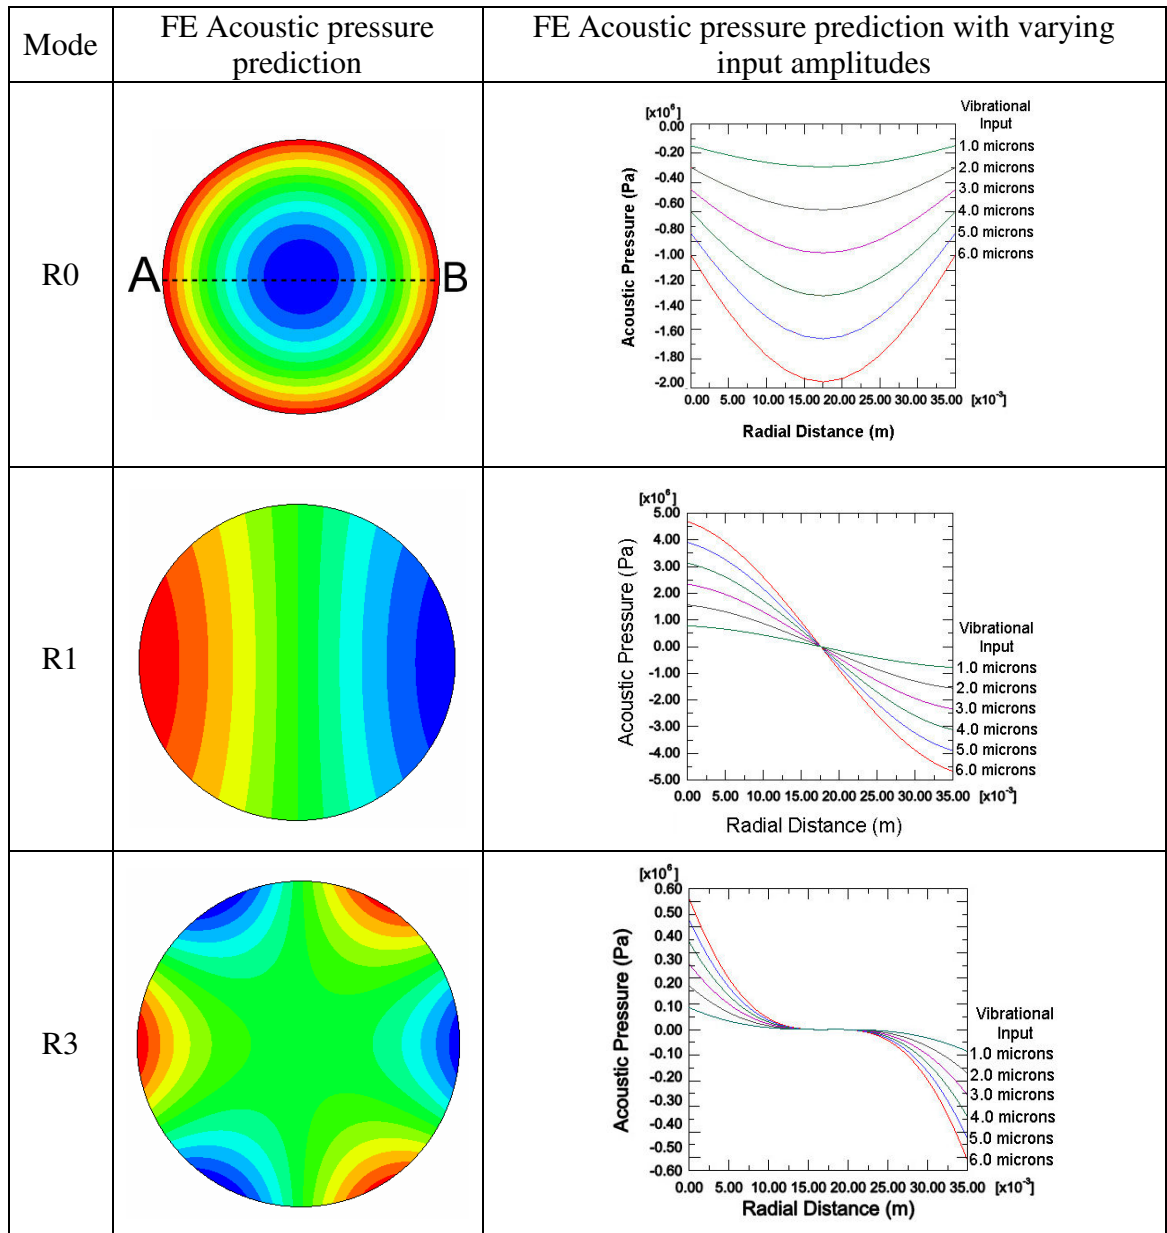 Mode
FE Acoustic pressure
prediction
FE Acoustic pressure prediction with varying
input amplitudes
R0
A
B
[x10⁶]
Acoustic Pressure (Pa)
0.00
-0.20
-0.40
-0.60
-0.80
-1.00
-1.20
-1.40
-1.60
-1.80
-2.00
Vibrational
Input
1.0 microns
2.0 microns
3.0 microns
4.0 microns
5.0 microns
6.0 microns
0.00 5.00 10.00 15.00 20.00 25.00 30.00 35.00 [x10⁻³]
Radial Distance (m)
R1
[x10⁶]
Acoustic Pressure (Pa)
5.00
4.00
3.00
2.00
1.00
0.00
-1.00
-2.00
-3.00
-4.00
-5.00
Vibrational
Input
1.0 microns
2.0 microns
3.0 microns
4.0 microns
5.0 microns
6.0 microns
0.00 5.00 10.00 15.00 20.00 25.00 30.00 35.00 [x10⁻³]
Radial Distance (m)
R3
[x10⁶]
Acoustic Pressure (Pa)
0.60
0.50
0.40
0.30
0.20
0.10
0.00
-0.10
-0.20
-0.30
-0.40
-0.50
-0.60
Vibrational
Input
1.0 microns
2.0 microns
3.0 microns
4.0 microns
5.0 microns
6.0 microns
0.00 5.00 10.00 15.00 20.00 25.00 30.00 35.00 [x10⁻³]
Radial Distance (m)